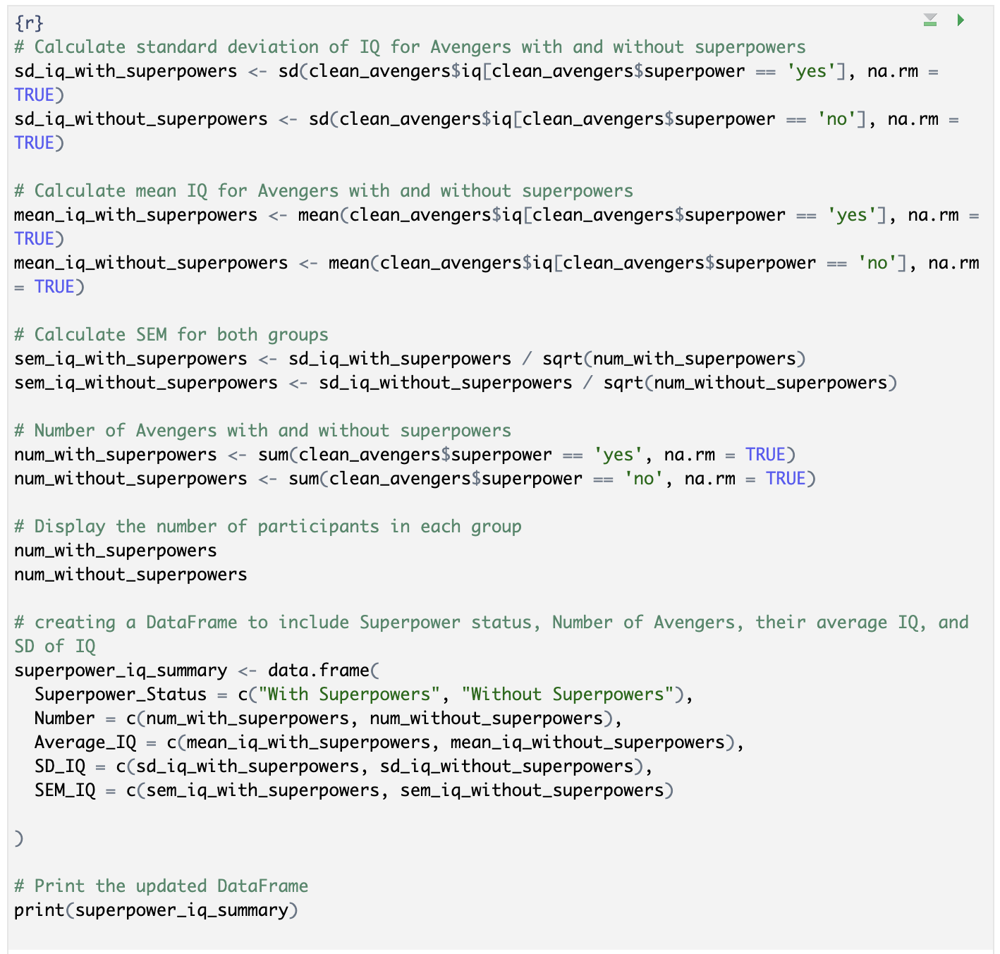 {r}
# Calculate standard deviation of IQ for Avengers with and without superpowers
sd_iq_with_superpowers <- sd(clean_avengers$iq[clean_avengers$superpower == 'yes'], na.rm =
TRUE)
sd_iq_without_superpowers <- sd(clean_avengers$iq[clean_avengers$superpower == 'no'], na.rm =
TRUE)

# Calculate mean IQ for Avengers with and without superpowers
mean_iq_with_superpowers <- mean(clean_avengers$iq[clean_avengers$superpower == 'yes'], na.rm =
TRUE)
mean_iq_without_superpowers <- mean(clean_avengers$iq[clean_avengers$superpower == 'no'], na.rm
= TRUE)

# Calculate SEM for both groups
sem_iq_with_superpowers <- sd_iq_with_superpowers / sqrt(num_with_superpowers)
sem_iq_without_superpowers <- sd_iq_without_superpowers / sqrt(num_without_superpowers)

# Number of Avengers with and without superpowers
num_with_superpowers <- sum(clean_avengers$superpower == 'yes', na.rm = TRUE)
num_without_superpowers <- sum(clean_avengers$superpower == 'no', na.rm = TRUE)

# Display the number of participants in each group
num_with_superpowers
num_without_superpowers

# creating a DataFrame to include Superpower status, Number of Avengers, their average IQ, and
SD of IQ
superpower_iq_summary <- data.frame(
  Superpower_Status = c("With Superpowers", "Without Superpowers"),
  Number = c(num_with_superpowers, num_without_superpowers),
  Average_IQ = c(mean_iq_with_superpowers, mean_iq_without_superpowers),
  SD_IQ = c(sd_iq_with_superpowers, sd_iq_without_superpowers),
  SEM_IQ = c(sem_iq_with_superpowers, sem_iq_without_superpowers)

)

# Print the updated DataFrame
print(superpower_iq_summary)